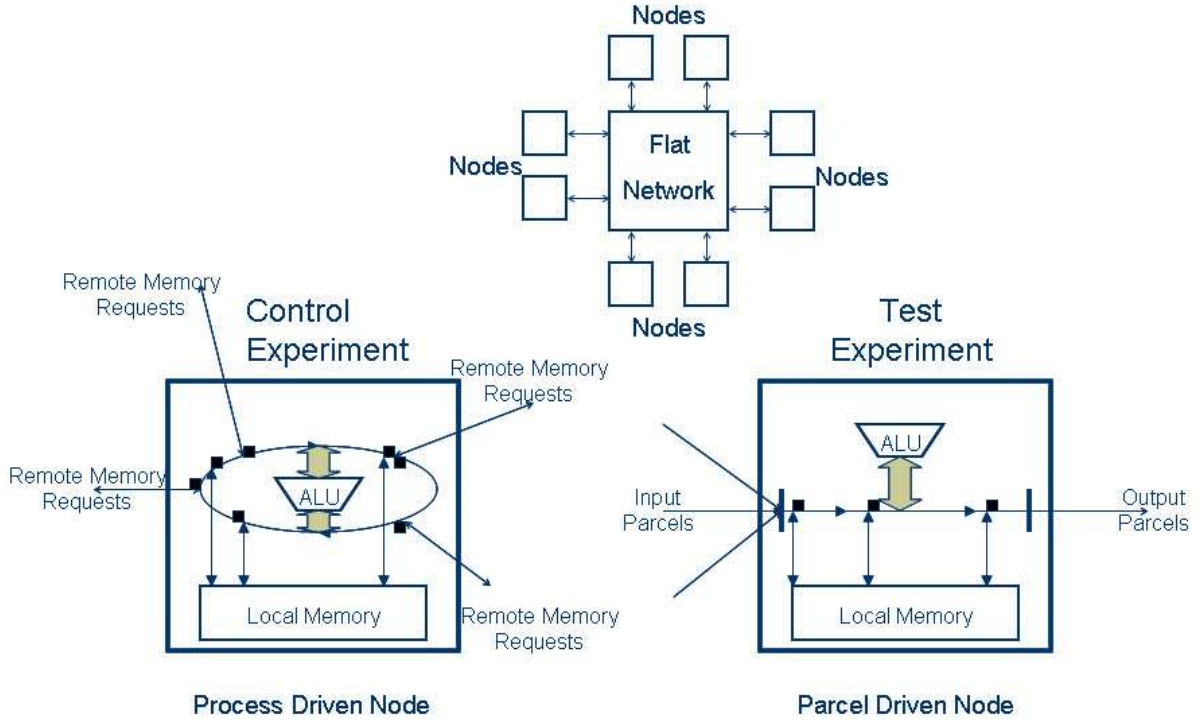 Nodes
Flat
Network
Nodes
Nodes
Nodes
Remote Memory
Requests
Control
Experiment
Remote Memory
Requests
Remote Memory
Requests
ALU
Local Memory
Remote Memory
Requests
Process Driven Node
Test
Experiment
ALU
Input
Parcels
Output
Parcels
Local Memory
Parcel Driven Node